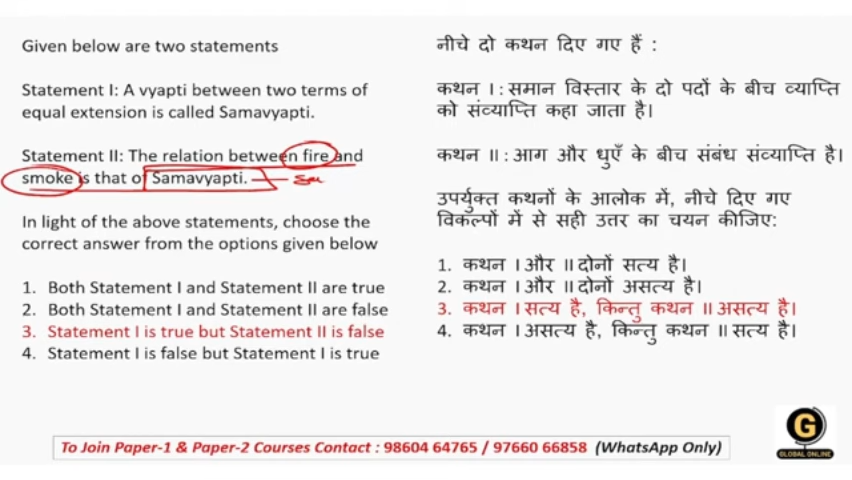 Given below are two statements
Statement I: A vyapti between two terms of
equal extension is called Samavyapti.
Statement II: The relation between fire and
smoke is that of Samavyapti.
In light of the above statements, choose the
correct answer from the options given below
1. Both Statement I and Statement II are true
2. Both Statement I and Statement II are false
3. Statement I is true but Statement II is false
4. Statement I is false but Statement I is true
नीचे दो कथन दिए गए हैं :
कथन I : समान विस्तार के दो पदों के बीच व्याप्ति
को संव्याप्ति कहा जाता है।
कथन II : आग और धुएँ के बीच संबंध संव्याप्ति है।
उपर्युक्त कथनों के आलोक में, नीचे दिए गए
विकल्पों में से सही उत्तर का चयन कीजिए:
1. कथन I और II दोनों सत्य है।
2. कथन I और II दोनों असत्य है।
3. कथन I सत्य है, किन्तु कथन II असत्य है।
4. कथन I असत्य है, किन्तु कथन II सत्य है।
To Join Paper-1 & Paper-2 Courses Contact : 98604 64765 / 97660 66858 (WhatsApp Only)
G
GLOBAL ONLINE